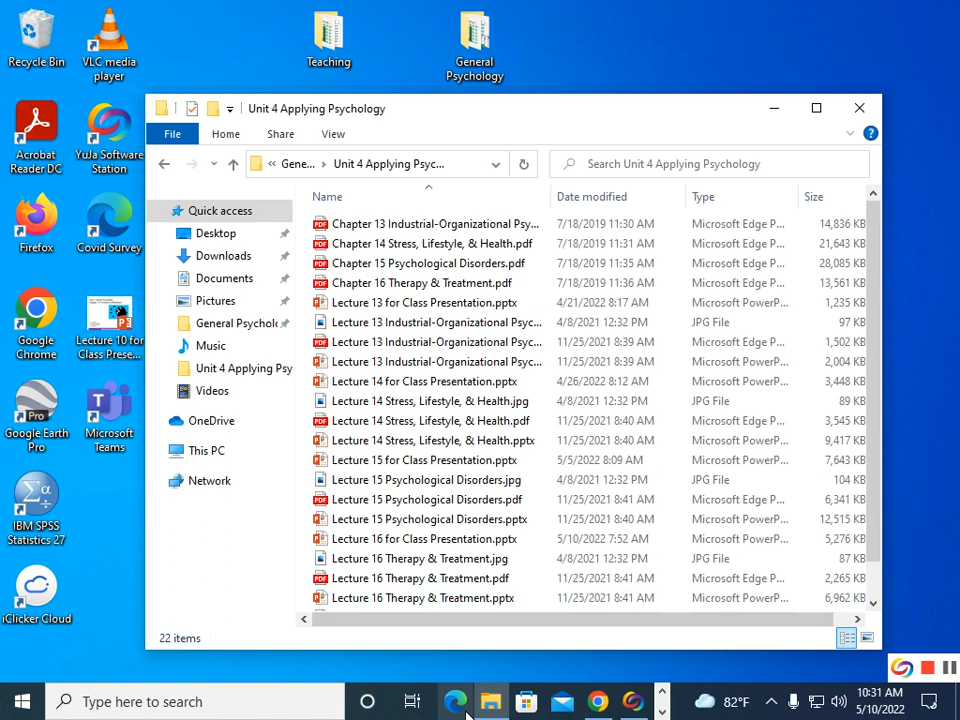 Recycle Bin
VLC media
player
Teaching
General
Psychology
Acrobat
Reader DC
YuJa Software
Station
Firefox
Covid Survey
Google
Chrome
Lecture 10 for
Class Prese...
Pro
Google Earth
Pro
Microsoft
Teams
IBM SPSS
Statistics 27
iClicker Cloud
Unit 4 Applying Psychology
File Home Share View
« Gene... › Unit 4 Applying Psyc...
Search Unit 4 Applying Psychology
Quick access
Desktop
Downloads
Documents
Pictures
General Psycholo
Music
Unit 4 Applying Psy
Videos
OneDrive
This PC
Network
Name Date modified Type Size
Chapter 13 Industrial-Organizational Psy... 7/18/2019 11:30 AM Microsoft Edge P... 14,836 KB
Chapter 14 Stress, Lifestyle, & Health.pdf 7/18/2019 11:31 AM Microsoft Edge P... 21,643 KB
Chapter 15 Psychological Disorders.pdf 7/18/2019 11:35 AM Microsoft Edge P... 28,085 KB
Chapter 16 Therapy & Treatment.pdf 7/18/2019 11:36 AM Microsoft Edge P... 13,561 KB
Lecture 13 for Class Presentation.pptx 4/21/2022 8:17 AM Microsoft PowerP... 1,235 KB
Lecture 13 Industrial-Organizational Psyc... 4/8/2021 12:32 PM JPG File 97 KB
Lecture 13 Industrial-Organizational Psyc... 11/25/2021 8:39 AM Microsoft Edge P... 1,502 KB
Lecture 13 Industrial-Organizational Psyc... 11/25/2021 8:39 AM Microsoft PowerP... 2,004 KB
Lecture 14 for Class Presentation.pptx 4/26/2022 8:12 AM Microsoft PowerP... 3,448 KB
Lecture 14 Stress, Lifestyle, & Health.jpg 4/8/2021 12:32 PM JPG File 89 KB
Lecture 14 Stress, Lifestyle, & Health.pdf 11/25/2021 8:40 AM Microsoft Edge P... 3,545 KB
Lecture 14 Stress, Lifestyle, & Health.pptx 11/25/2021 8:40 AM Microsoft PowerP... 9,417 KB
Lecture 15 for Class Presentation.pptx 5/5/2022 8:09 AM Microsoft PowerP... 7,643 KB
Lecture 15 Psychological Disorders.jpg 4/8/2021 12:32 PM JPG File 104 KB
Lecture 15 Psychological Disorders.pdf 11/25/2021 8:41 AM Microsoft Edge P... 6,341 KB
Lecture 15 Psychological Disorders.pptx 11/25/2021 8:40 AM Microsoft PowerP... 12,515 KB
Lecture 16 for Class Presentation.pptx 5/10/2022 7:52 AM Microsoft PowerP... 5,276 KB
Lecture 16 Therapy & Treatment.jpg 4/8/2021 12:32 PM JPG File 87 KB
Lecture 16 Therapy & Treatment.pdf 11/25/2021 8:41 AM Microsoft Edge P... 2,265 KB
Lecture 16 Therapy & Treatment.pptx 11/25/2021 8:41 AM Microsoft PowerP... 6,962 KB
22 items
Type here to search
82°F
10:31 AM
5/10/2022